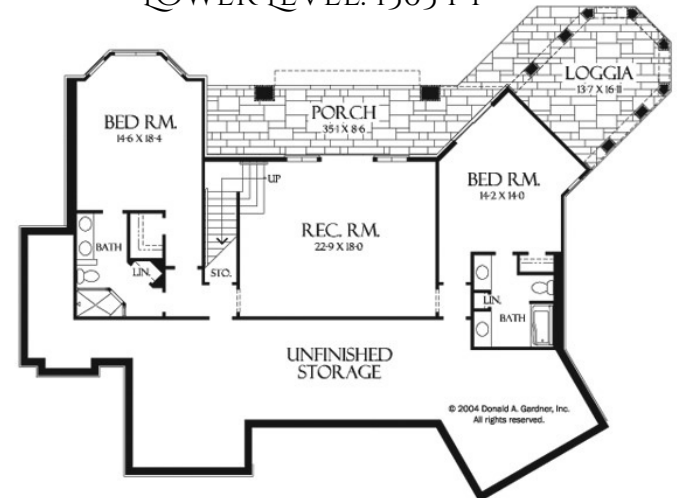 BED RM.
14-6 X 18-4
PORCH
35-1 X 8-6
LOGGIA
13-7 X 16-11
UP
BED RM.
14-2 X 14-0
REC. RM.
22-9 X 18-0
BATH
LIN.
STO.
LIN.
BATH
UNFINISHED
STORAGE
© 2004 Donald A. Gardner, Inc.
All rights reserved.